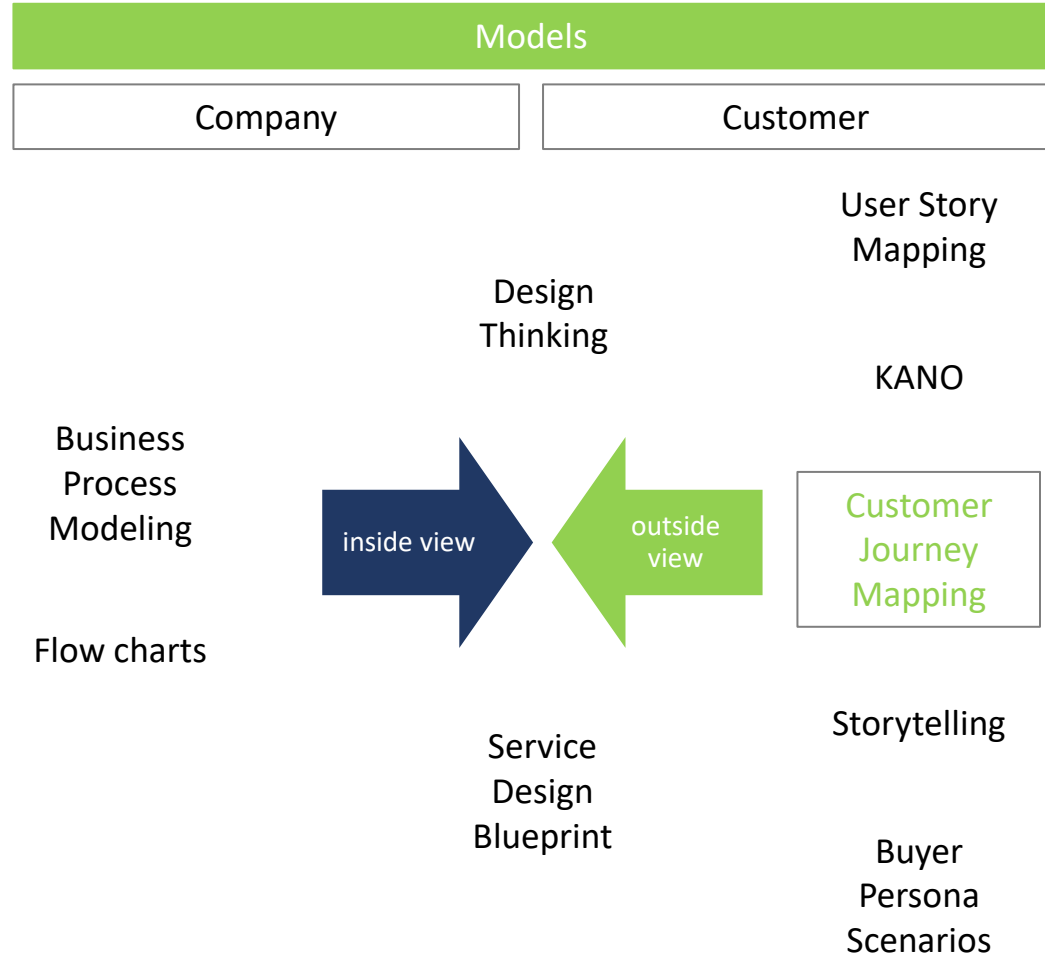 Models
Company
Customer
User Story
Mapping
Design
Thinking
KANO
Business
Process
Modeling
inside view
outside
view
Customer
Journey
Mapping
Flow charts
Storytelling
Service
Design
Blueprint
Buyer
Persona
Scenarios